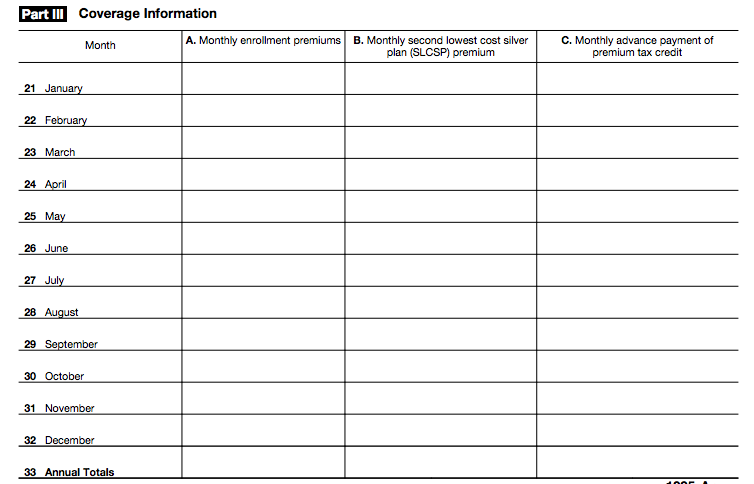 Part III Coverage Information
Month
A. Monthly enrollment premiums
B. Monthly second lowest cost silver
plan (SLCSP) premium
C. Monthly advance payment of
premium tax credit
21 January
22 February
23 March
24 April
25 May
26 June
27 July
28 August
29 September
30 October
31 November
32 December
33 Annual Totals